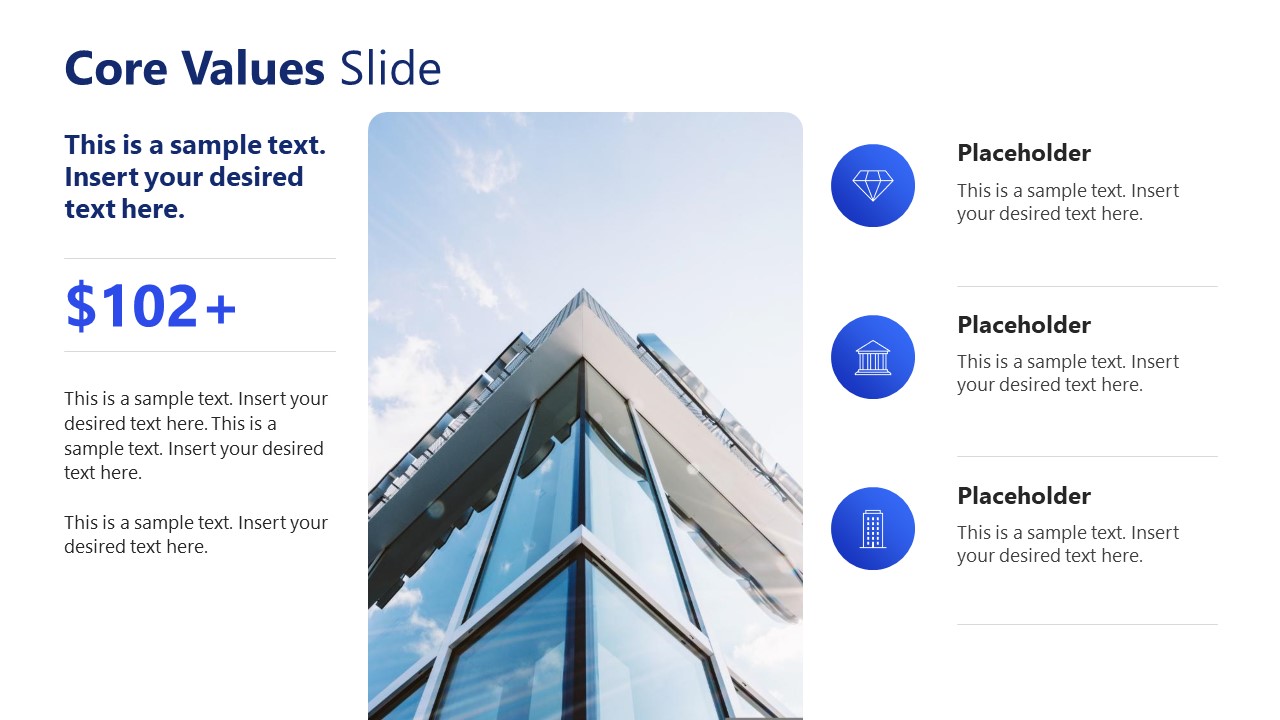 Core Values Slide
This is a sample text.
Insert your desired
text here.
$102+
This is a sample text. Insert your
desired text here. This is a
sample text. Insert your desired
text here.
This is a sample text. Insert your
desired text here.
Placeholder
This is a sample text. Insert
your desired text here.
Placeholder
This is a sample text. Insert
your desired text here.
Placeholder
This is a sample text. Insert
your desired text here.